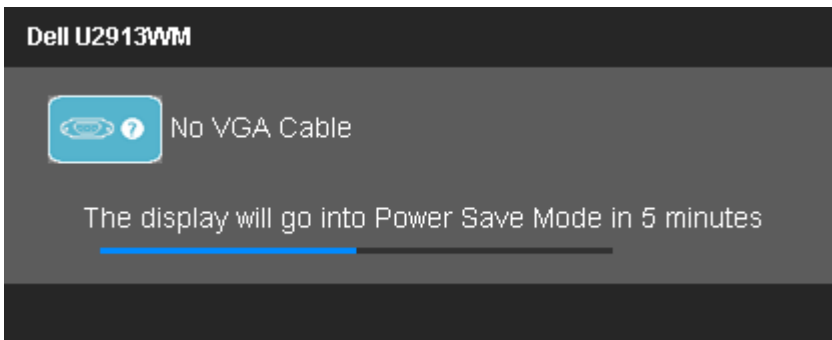 Dell U2913WM
? No VGA Cable
The display will go into Power Save Mode in 5 minutes